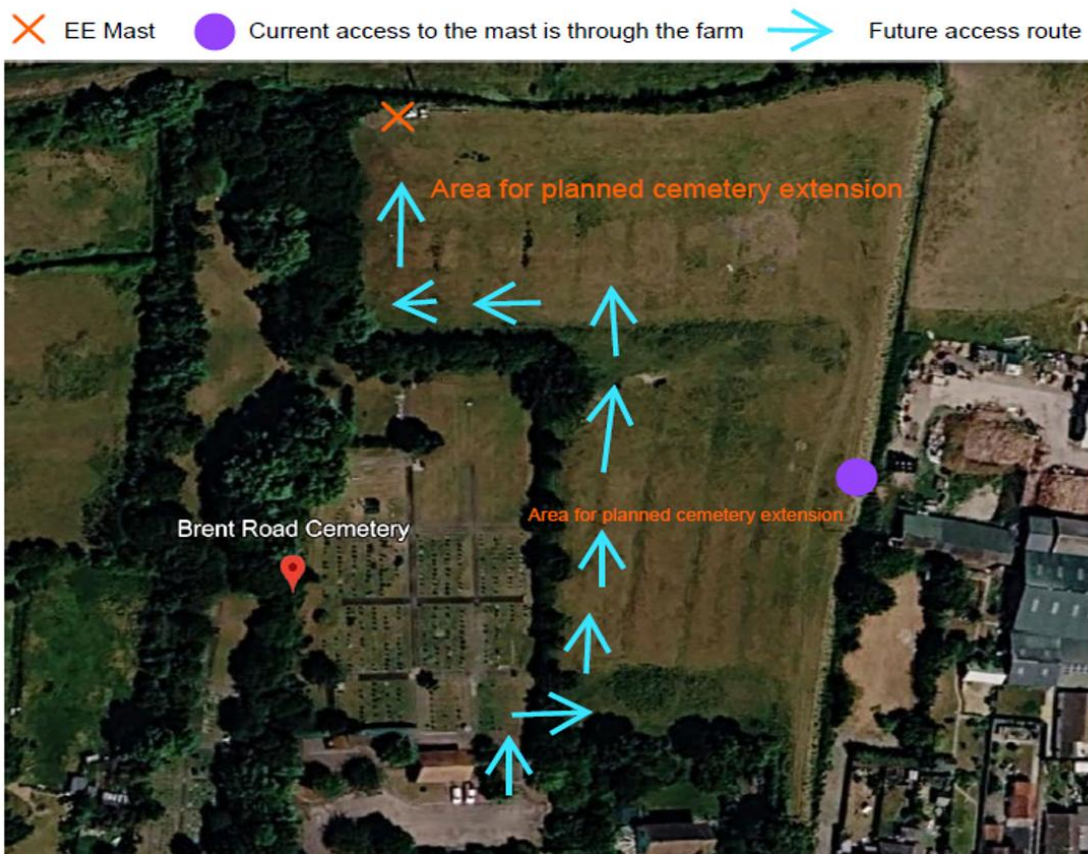 EE Mast
Current access to the mast is through the farm
Future access route
Area for planned cemetery extension
Area for planned cemetery extension
Brent Road Cemetery